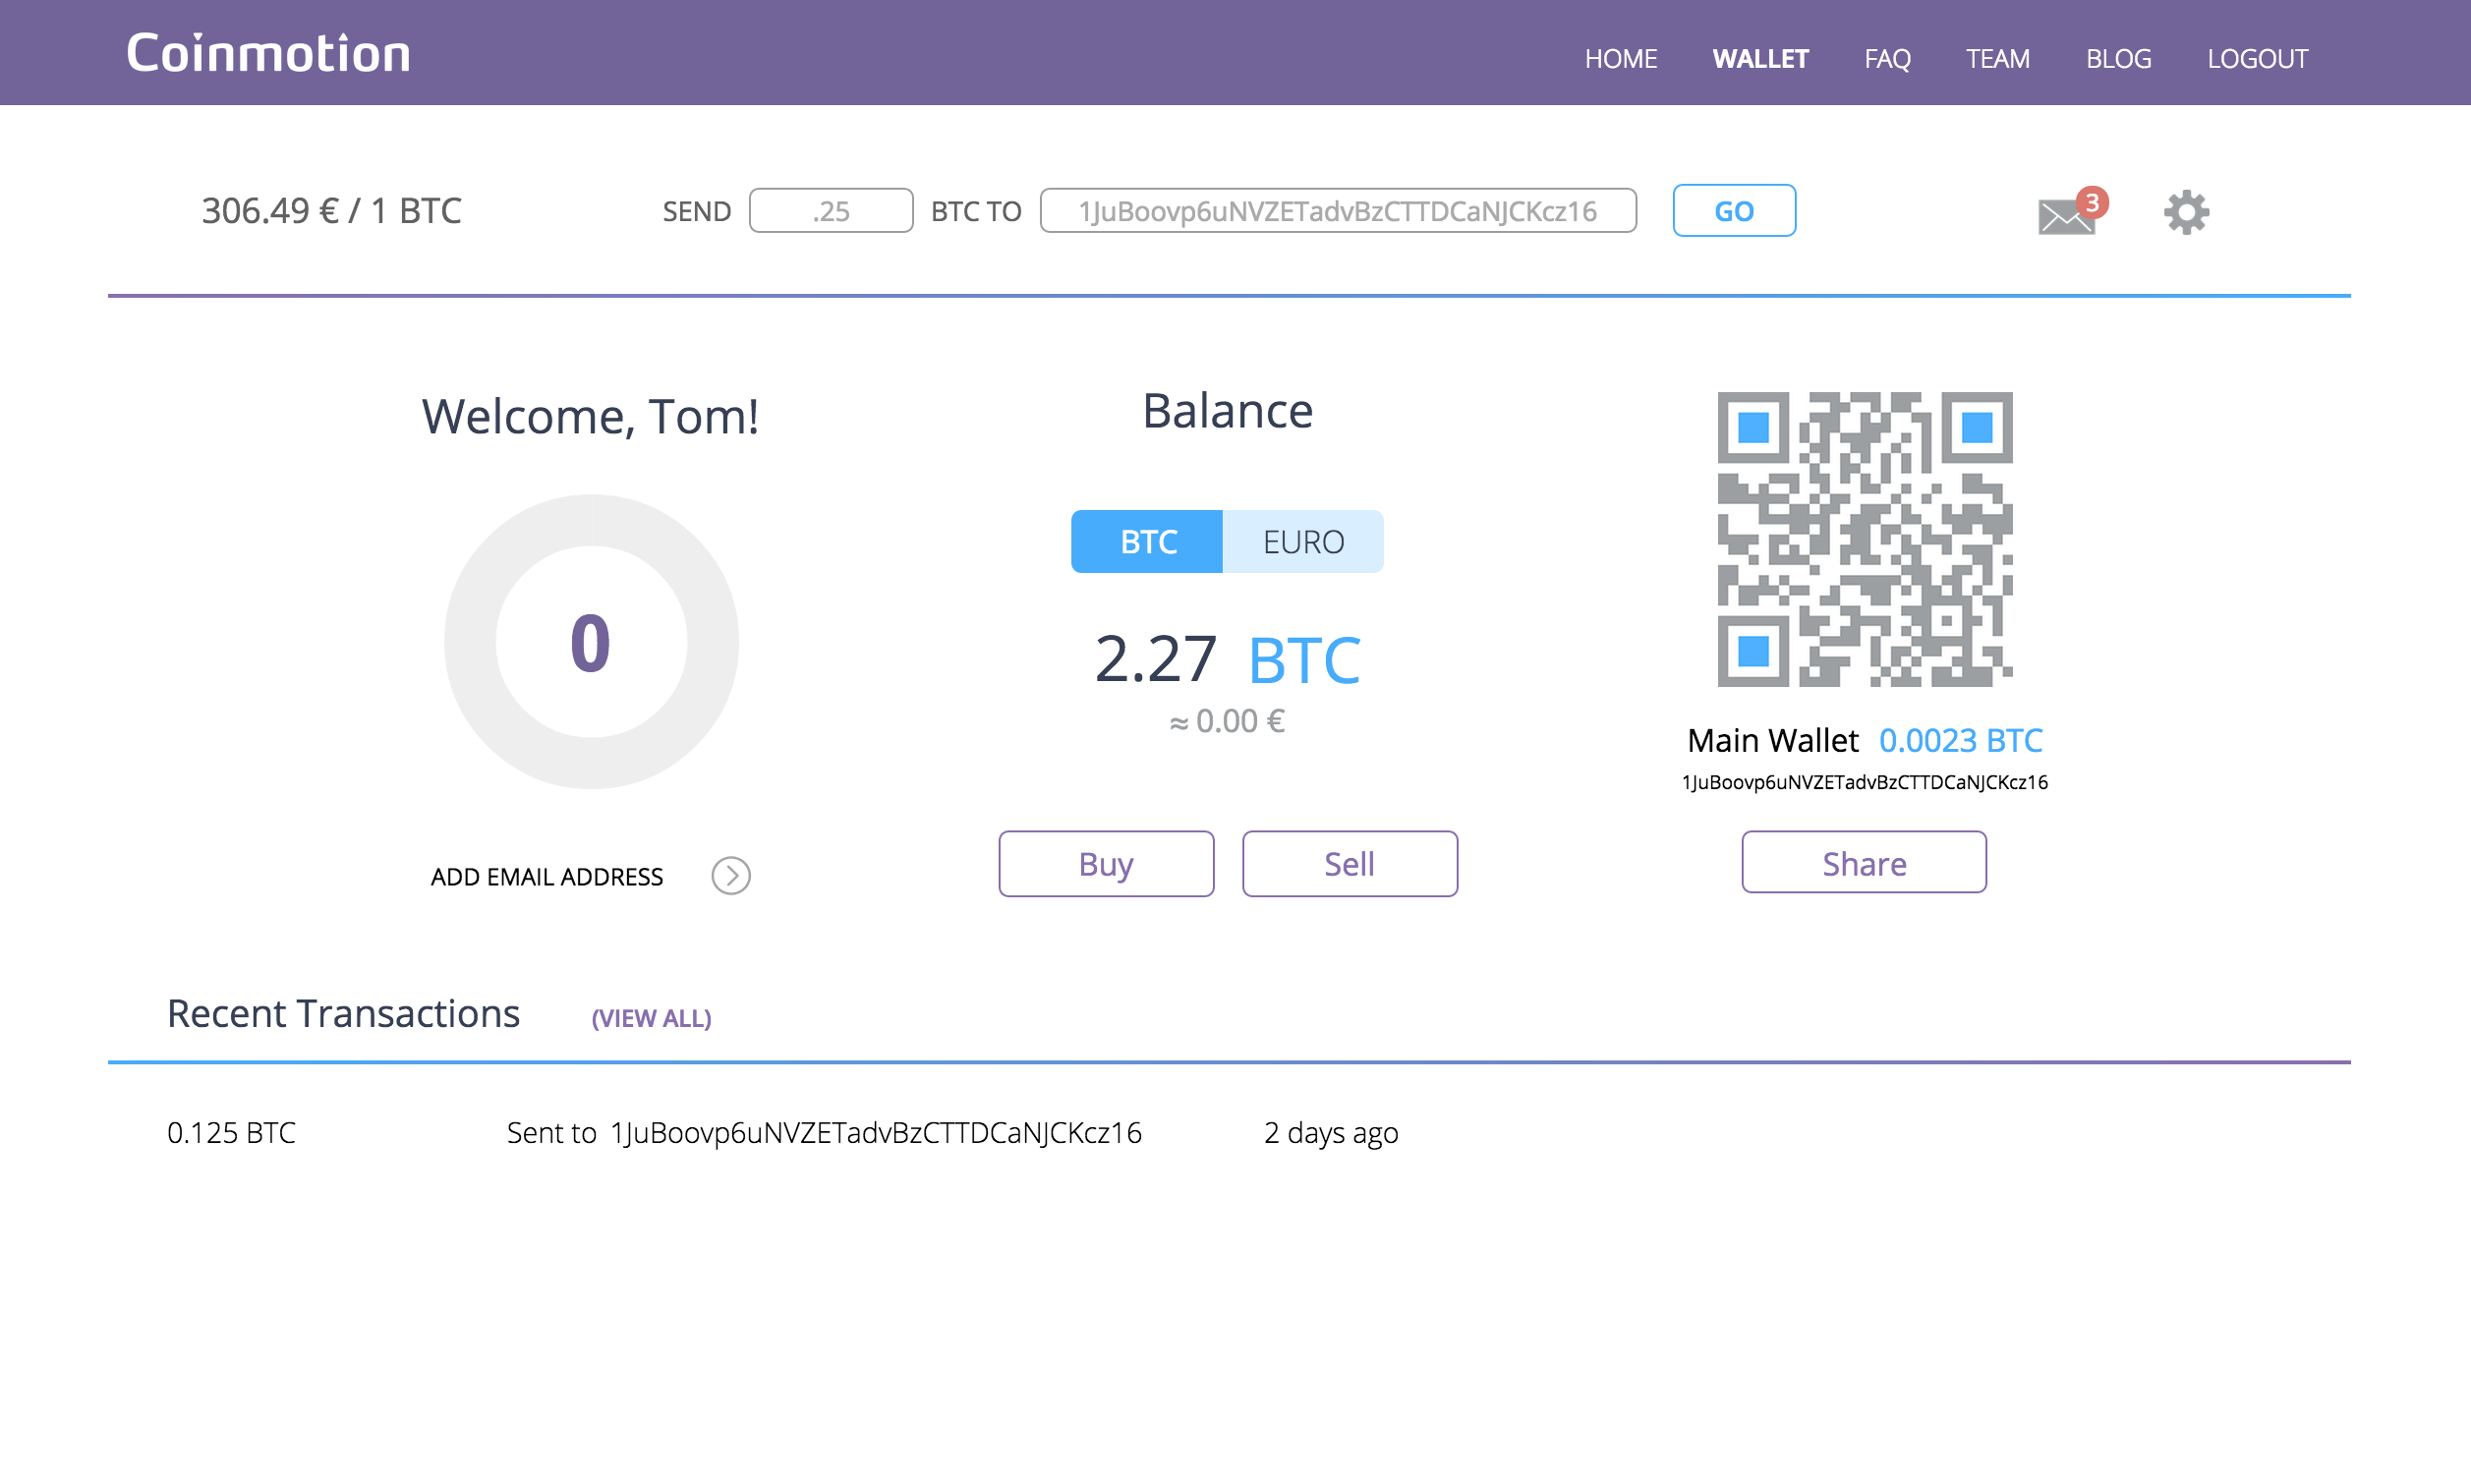 Coinmotion
HOME WALLET FAQ TEAM BLOG LOGOUT
306.49 € / 1 BTC
SEND .25 BTC TO 1JuBoovp6uNVZETadvBzCTTDCaNJCKcz16 GO
3
Welcome, Tom!
0
ADD EMAIL ADDRESS
Balance
BTC EURO
2.27 BTC
≈ 0.00 €
Buy Sell
Main Wallet 0.0023 BTC
1JuBoovp6uNVZETadvBzCTTDCaNJCKcz16
Share
Recent Transactions (VIEW ALL)
0.125 BTC Sent to 1JuBoovp6uNVZETadvBzCTTDCaNJCKcz16 2 days ago